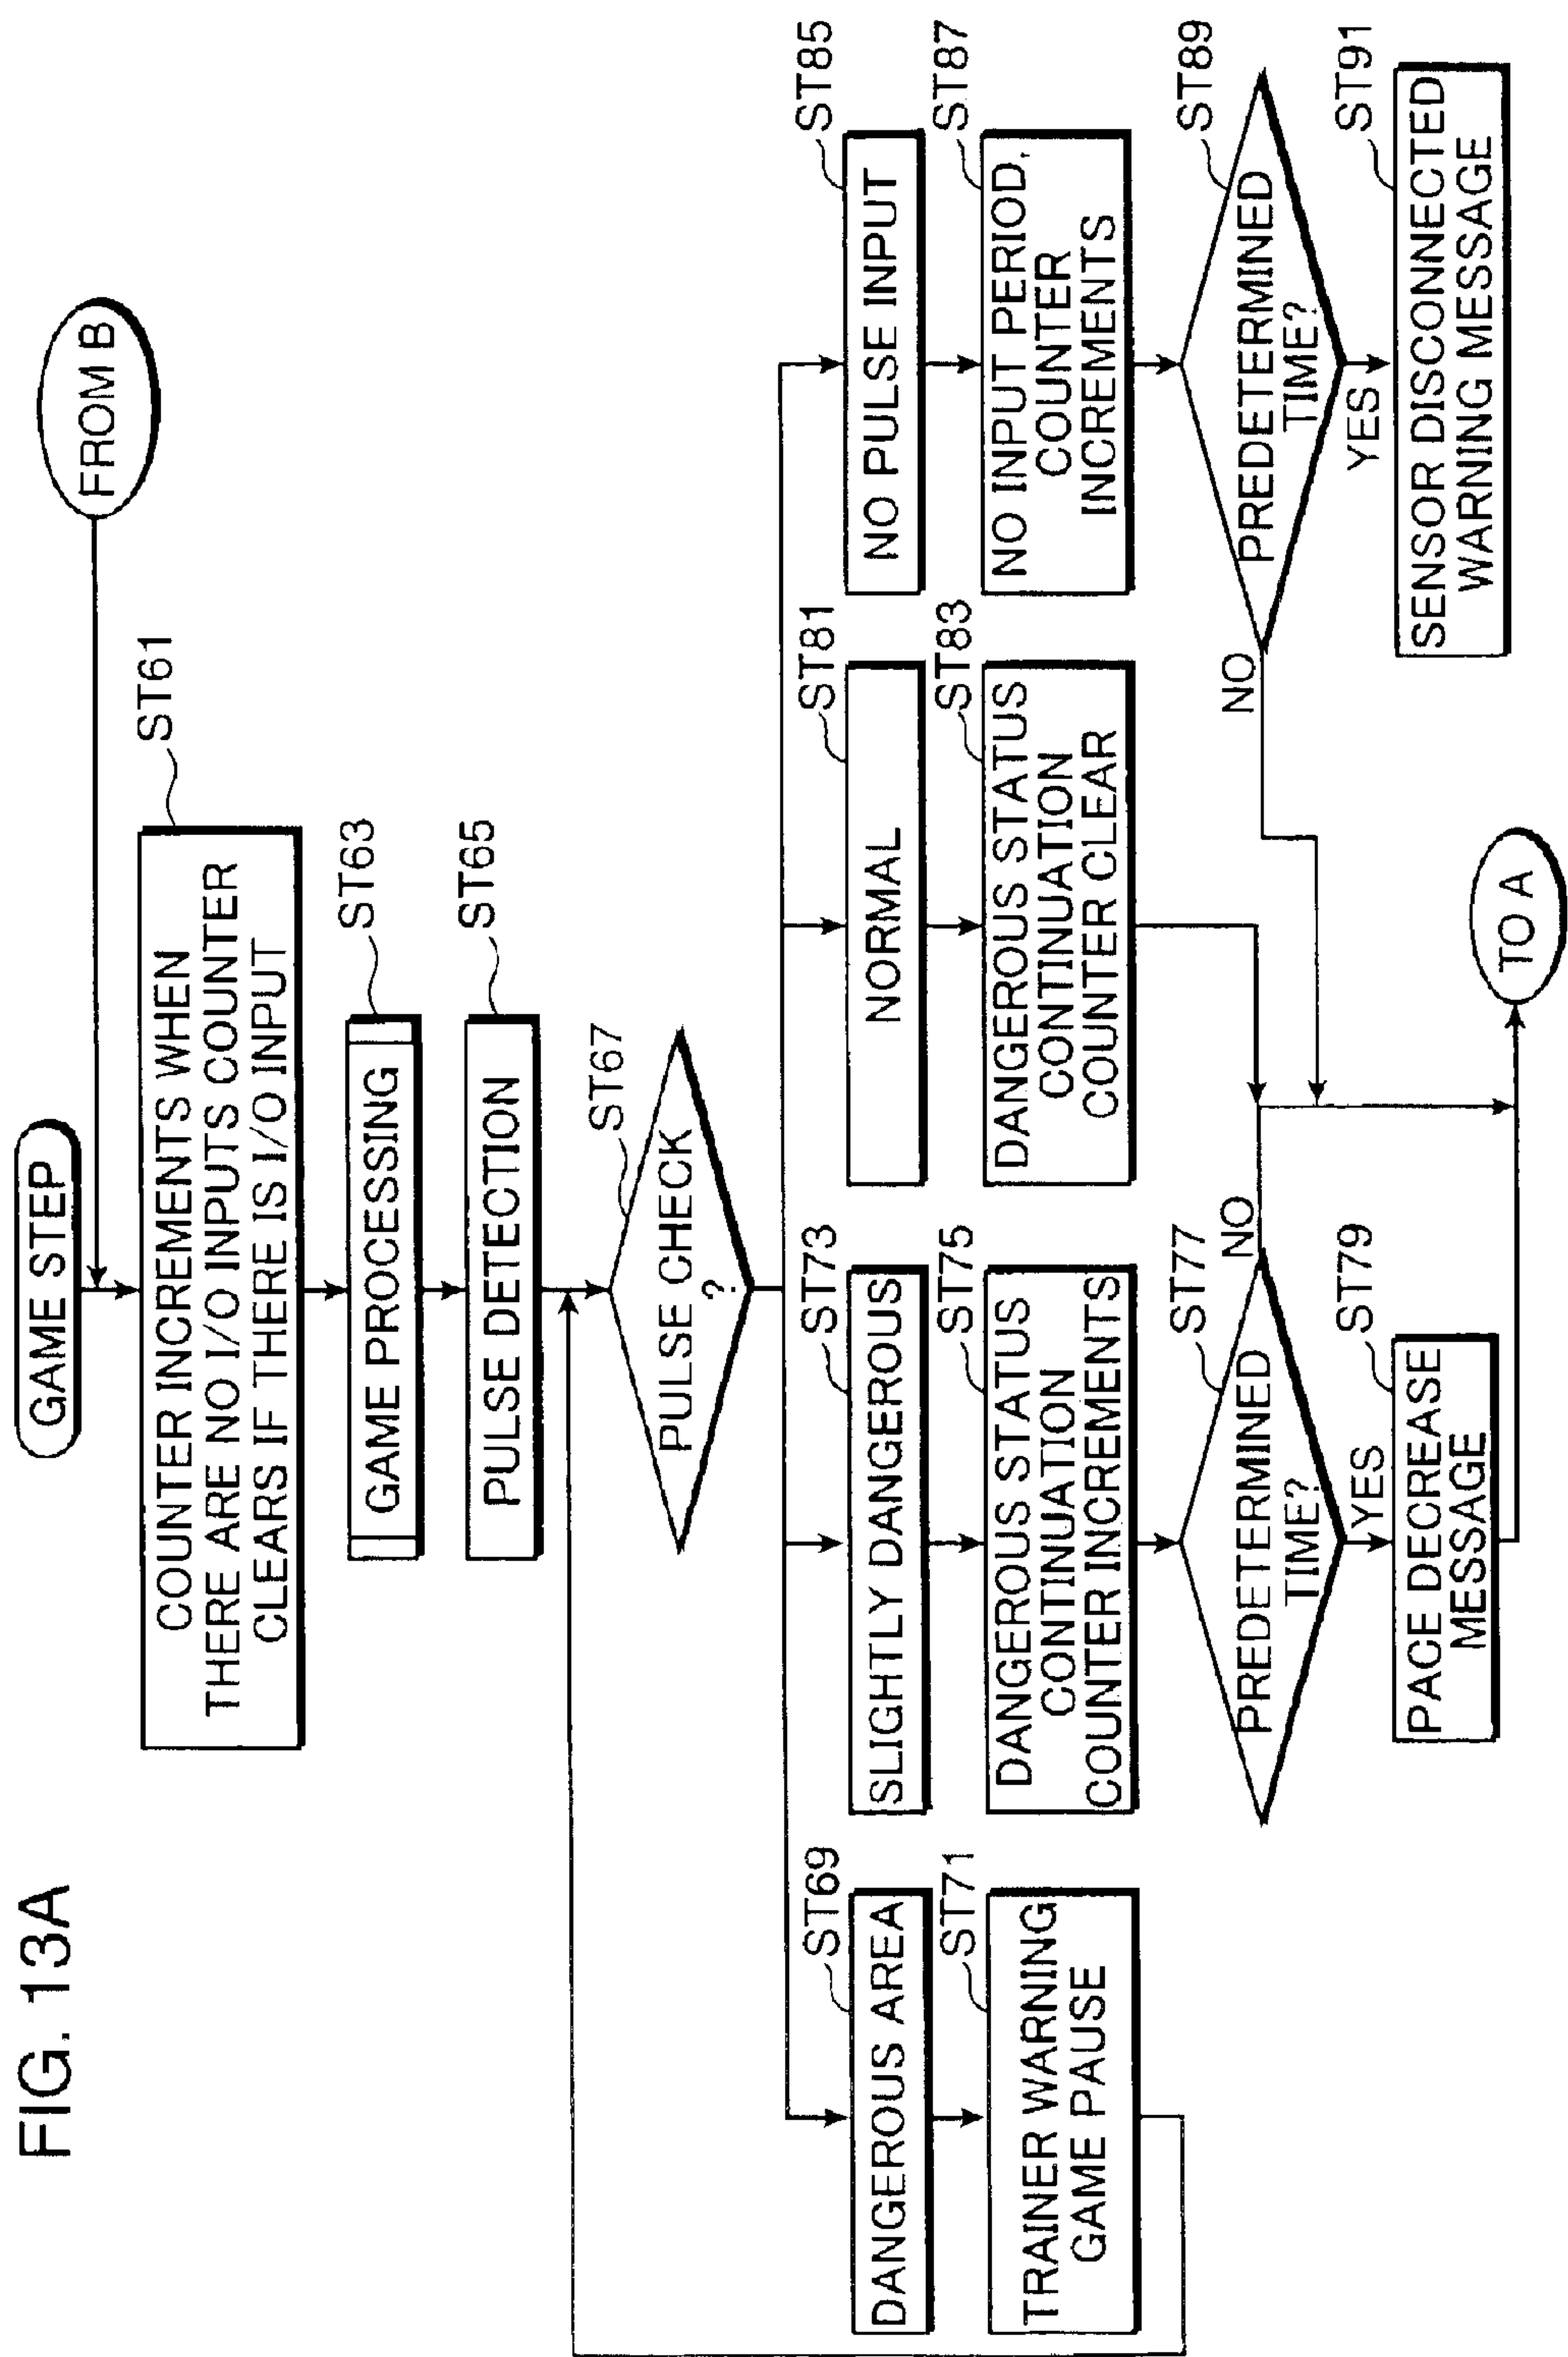 FIG. 13A
GAME STEP
FROM B
ST61
COUNTER INCREMENTS WHEN
THERE ARE NO I/O INPUTS COUNTER
CLEARS IF THERE IS I/O INPUT
ST63
GAME PROCESSING
ST65
PULSE DETECTION
ST67
PULSE CHECK
?
ST69
DANGEROUS AREA
ST71
TRAINER WARNING
GAME PAUSE
ST73
SLIGHTLY DANGEROUS
ST75
DANGEROUS STATUS
CONTINUATION
COUNTER INCREMENTS
ST77
PREDETERMINED
TIME?
NO
YES
ST79
PACE DECREASE
MESSAGE
ST81
NORMAL
ST83
DANGEROUS STATUS
CONTINUATION
COUNTER CLEAR
ST85
NO PULSE INPUT
ST87
NO INPUT PERIOD,
COUNTER
INCREMENTS
ST89
PREDETERMINED
TIME?
NO
YES
ST91
SENSOR DISCONNECTED
WARNING MESSAGE
TO A